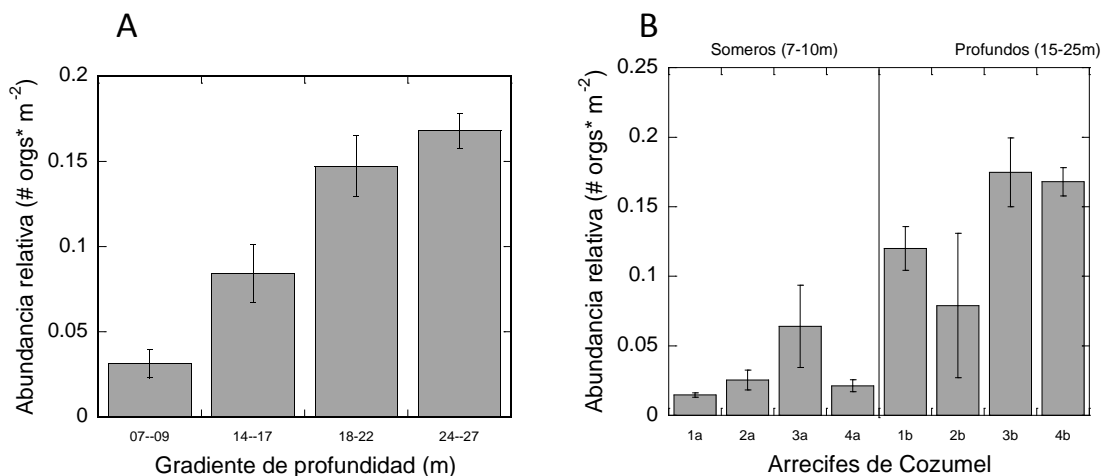 A
Abundancia relativa (# orgs* m-2)
0.2
0.15
0.1
0.05
0
07--09 14--17 18-22 24--27
Gradiente de profundidad (m)
B
Someros (7-10m) Profundos (15-25m)
Abundancia relativa (# orgs* m-2)
0.25
0.2
0.15
0.1
0.05
0
1a 2a 3a 4a 1b 2b 3b 4b
Arrecifes de Cozumel